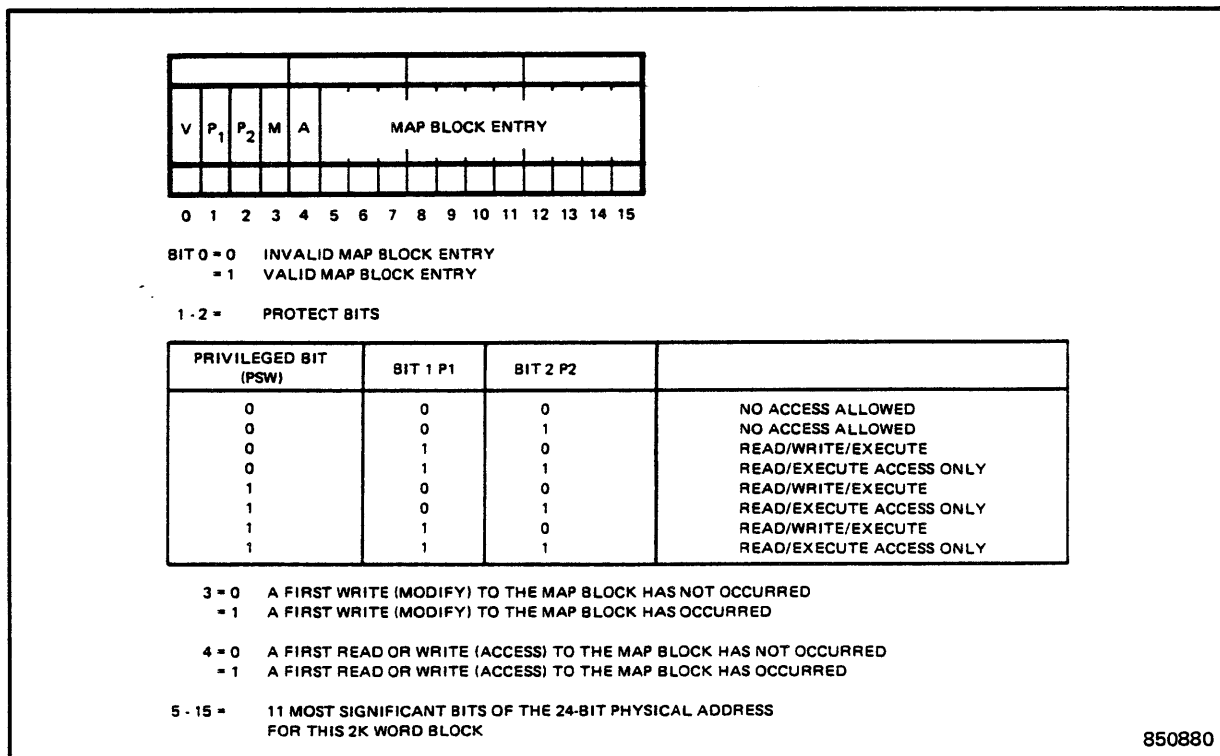 V P1 P2 M A MAP BLOCK ENTRY
0 1 2 3 4 5 6 7 8 9 10 11 12 13 14 15
BIT 0 = 0 INVALID MAP BLOCK ENTRY
= 1 VALID MAP BLOCK ENTRY
1 - 2 = PROTECT BITS
PRIVILEGED BIT (PSW) BIT 1 P1 BIT 2 P2
0 0 0 NO ACCESS ALLOWED
0 0 1 NO ACCESS ALLOWED
0 1 0 READ/WRITE/EXECUTE
0 1 1 READ/EXECUTE ACCESS ONLY
1 0 0 READ/WRITE/EXECUTE
1 0 1 READ/EXECUTE ACCESS ONLY
1 1 0 READ/WRITE/EXECUTE
1 1 1 READ/EXECUTE ACCESS ONLY
3 = 0 A FIRST WRITE (MODIFY) TO THE MAP BLOCK HAS NOT OCCURRED
= 1 A FIRST WRITE (MODIFY) TO THE MAP BLOCK HAS OCCURRED
4 = 0 A FIRST READ OR WRITE (ACCESS) TO THE MAP BLOCK HAS NOT OCCURRED
= 1 A FIRST READ OR WRITE (ACCESS) TO THE MAP BLOCK HAS OCCURRED
5 - 15 = 11 MOST SIGNIFICANT BITS OF THE 24-BIT PHYSICAL ADDRESS
FOR THIS 2K WORD BLOCK
850880